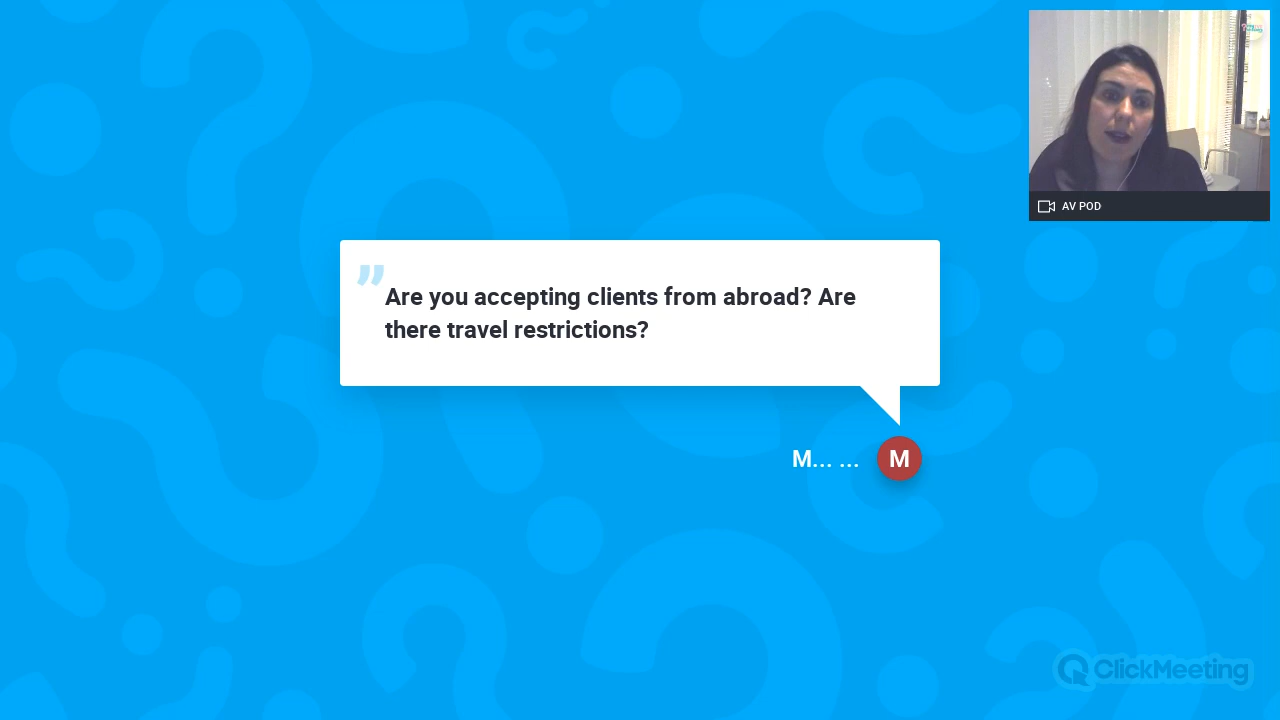 AV POD
”
Are you accepting clients from abroad? Are
there travel restrictions?
M... ... M
ClickMeeting